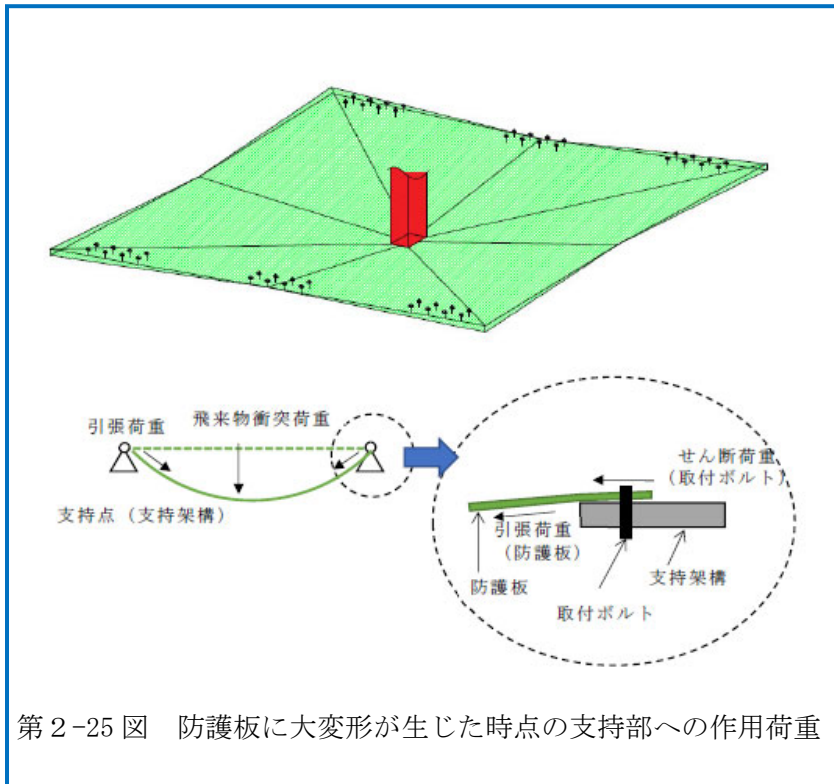 引張荷重
飛来物衝突荷重
支持点（支持架構）
せん断荷重
（取付ボルト）
引張荷重
（防護板）
防護板
支持架構
取付ボルト
第２-25 図　防護板に大変形が生じた時点の支持部への作用荷重